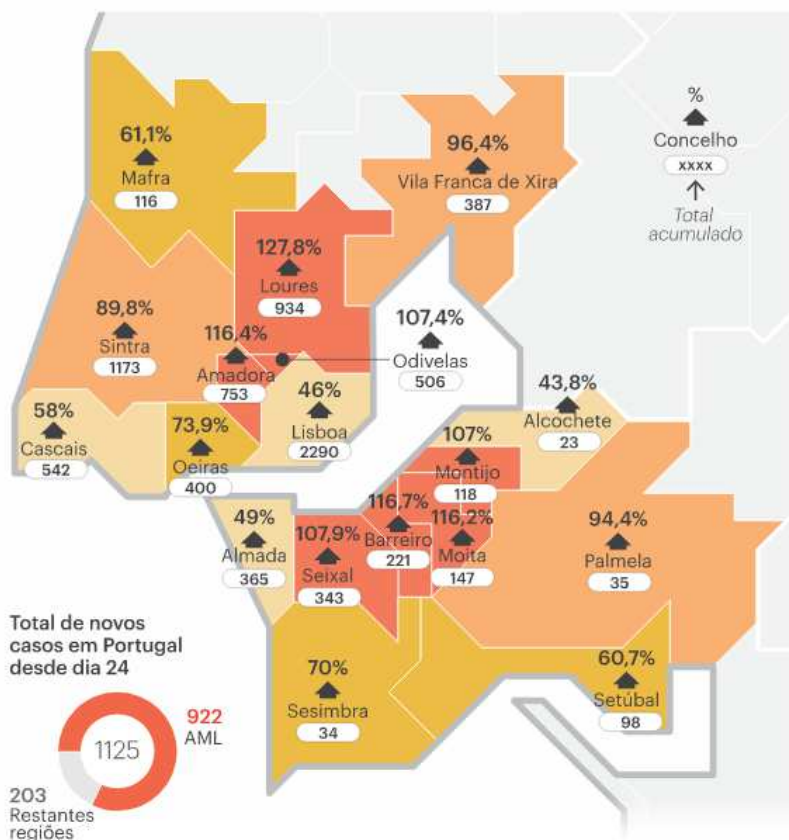 61,1%
Mafra
116
96,4%
Vila Franca de Xira
387
%
Concelho
xxxx
Total
acumulado
127,8%
Loures
934
89,8%
Sintra
1173
116,4%
Amadora
753
107,4%
Odivelas
506
58%
Cascais
542
73,9%
Oeiras
400
46%
Lisboa
2290
43,8%
Alcochete
23
107%
Montijo
118
49%
Almada
365
107,9%
Seixal
343
116,7%
Barreiro
221
116,2%
Moita
147
94,4%
Palmela
35
70%
Sesimbra
34
60,7%
Setúbal
98
Total de novos
casos em Portugal
desde dia 24
1125
922
AML
203
Restantes
regiões